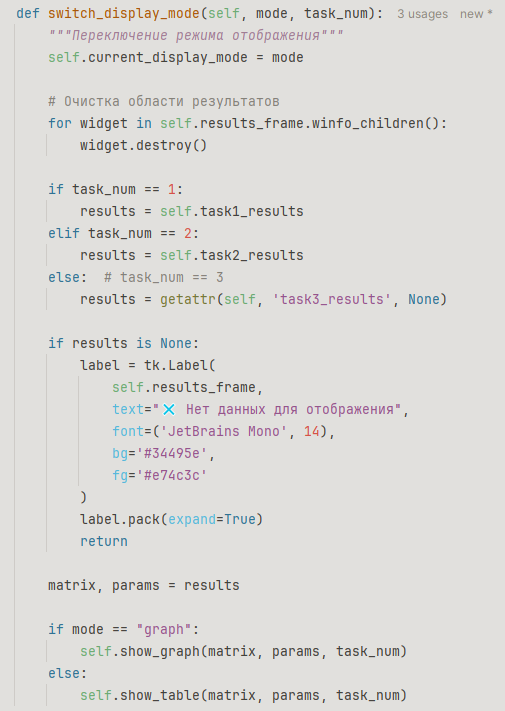 def switch_display_mode(self, mode, task_num): 3 usages new *
    """Переключение режима отображения"""
    self.current_display_mode = mode

    # Очистка области результатов
    for widget in self.results_frame.winfo_children():
        widget.destroy()

    if task_num == 1:
        results = self.task1_results
    elif task_num == 2:
        results = self.task2_results
    else:  # task_num == 3
        results = getattr(self, 'task3_results', None)

    if results is None:
        label = tk.Label(
            self.results_frame,
            text="❌ Нет данных для отображения",
            font=('JetBrains Mono', 14),
            bg='#34495e',
            fg='#e74c3c'
        )
        label.pack(expand=True)
        return

    matrix, params = results

    if mode == "graph":
        self.show_graph(matrix, params, task_num)
    else:
        self.show_table(matrix, params, task_num)